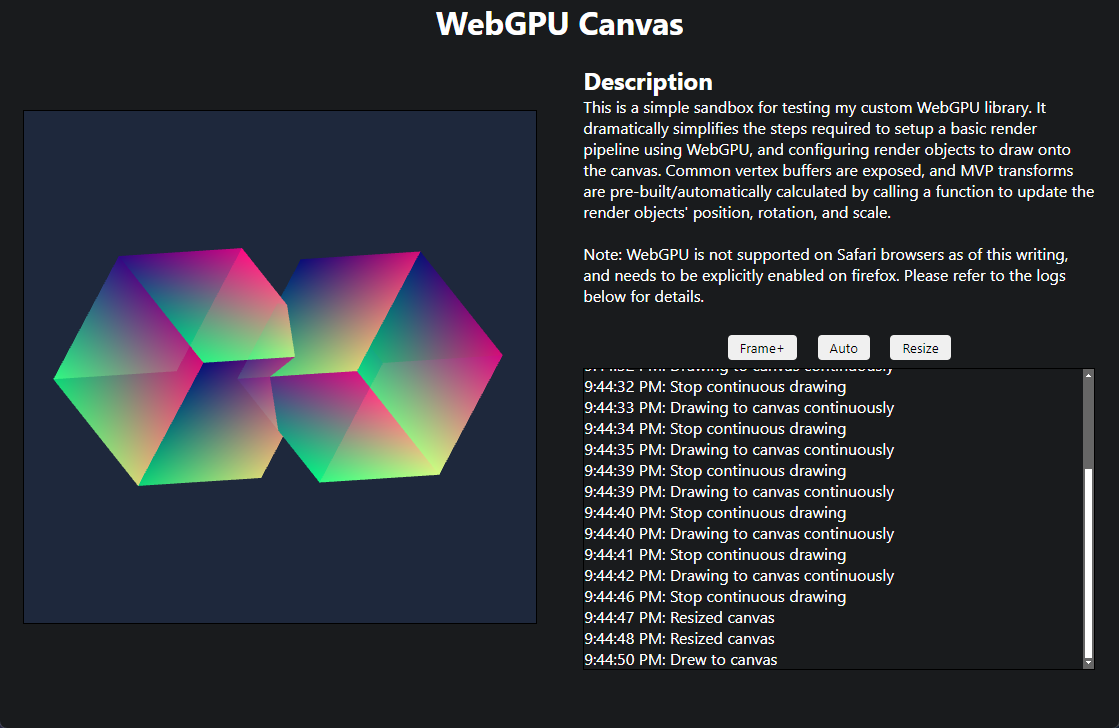 WebGPU Canvas
Description
This is a simple sandbox for testing my custom WebGPU library. It
dramatically simplifies the steps required to setup a basic render
pipeline using WebGPU, and configuring render objects to draw onto
the canvas. Common vertex buffers are exposed, and MVP transforms
are pre-built/automatically calculated by calling a function to update the
render objects' position, rotation, and scale.
Note: WebGPU is not supported on Safari browsers as of this writing,
and needs to be explicitly enabled on firefox. Please refer to the logs
below for details.
Frame+ Auto Resize
Drawing to canvas continuously
9:44:32 PM: Stop continuous drawing
9:44:33 PM: Drawing to canvas continuously
9:44:34 PM: Stop continuous drawing
9:44:35 PM: Drawing to canvas continuously
9:44:39 PM: Stop continuous drawing
9:44:39 PM: Drawing to canvas continuously
9:44:40 PM: Stop continuous drawing
9:44:40 PM: Drawing to canvas continuously
9:44:41 PM: Stop continuous drawing
9:44:42 PM: Drawing to canvas continuously
9:44:46 PM: Stop continuous drawing
9:44:47 PM: Resized canvas
9:44:48 PM: Resized canvas
9:44:50 PM: Drew to canvas